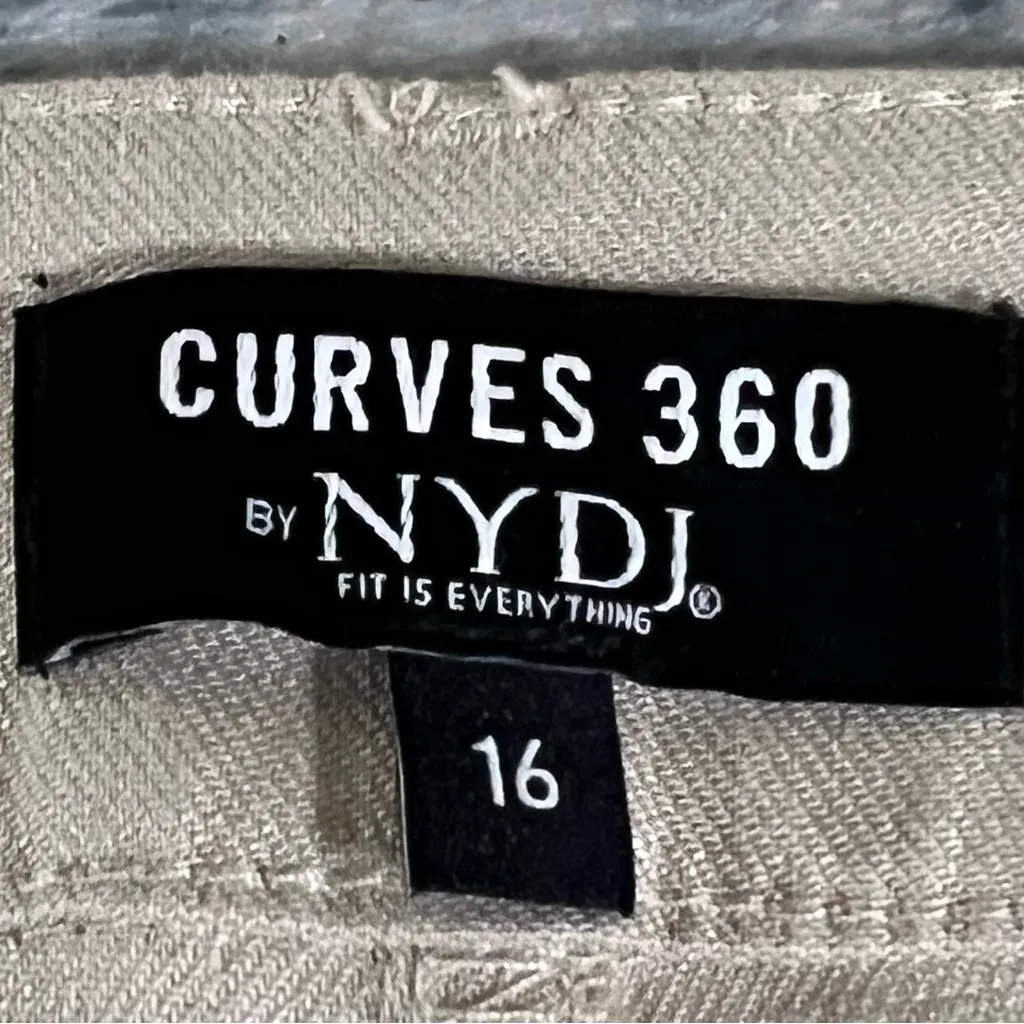 CURVES 360
BY NYDJ®
FIT IS EVERYTHING
16